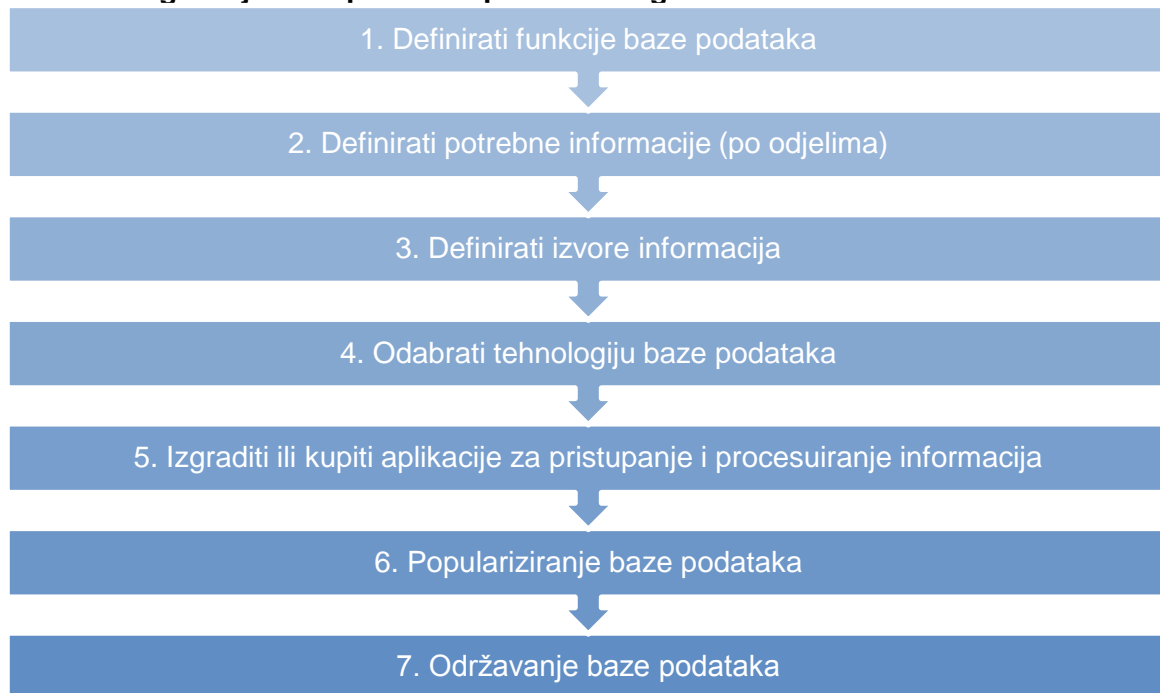 1. Definirati funkcije baze podataka
2. Definirati potrebne informacije (po odjelima)
3. Definirati izvore informacija
4. Odabrati tehnologiju baze podataka
5. Izgraditi ili kupiti aplikacije za pristupanje i procesuiranje informacija
6. Populariziranje baze podataka
7. Održavanje baze podataka